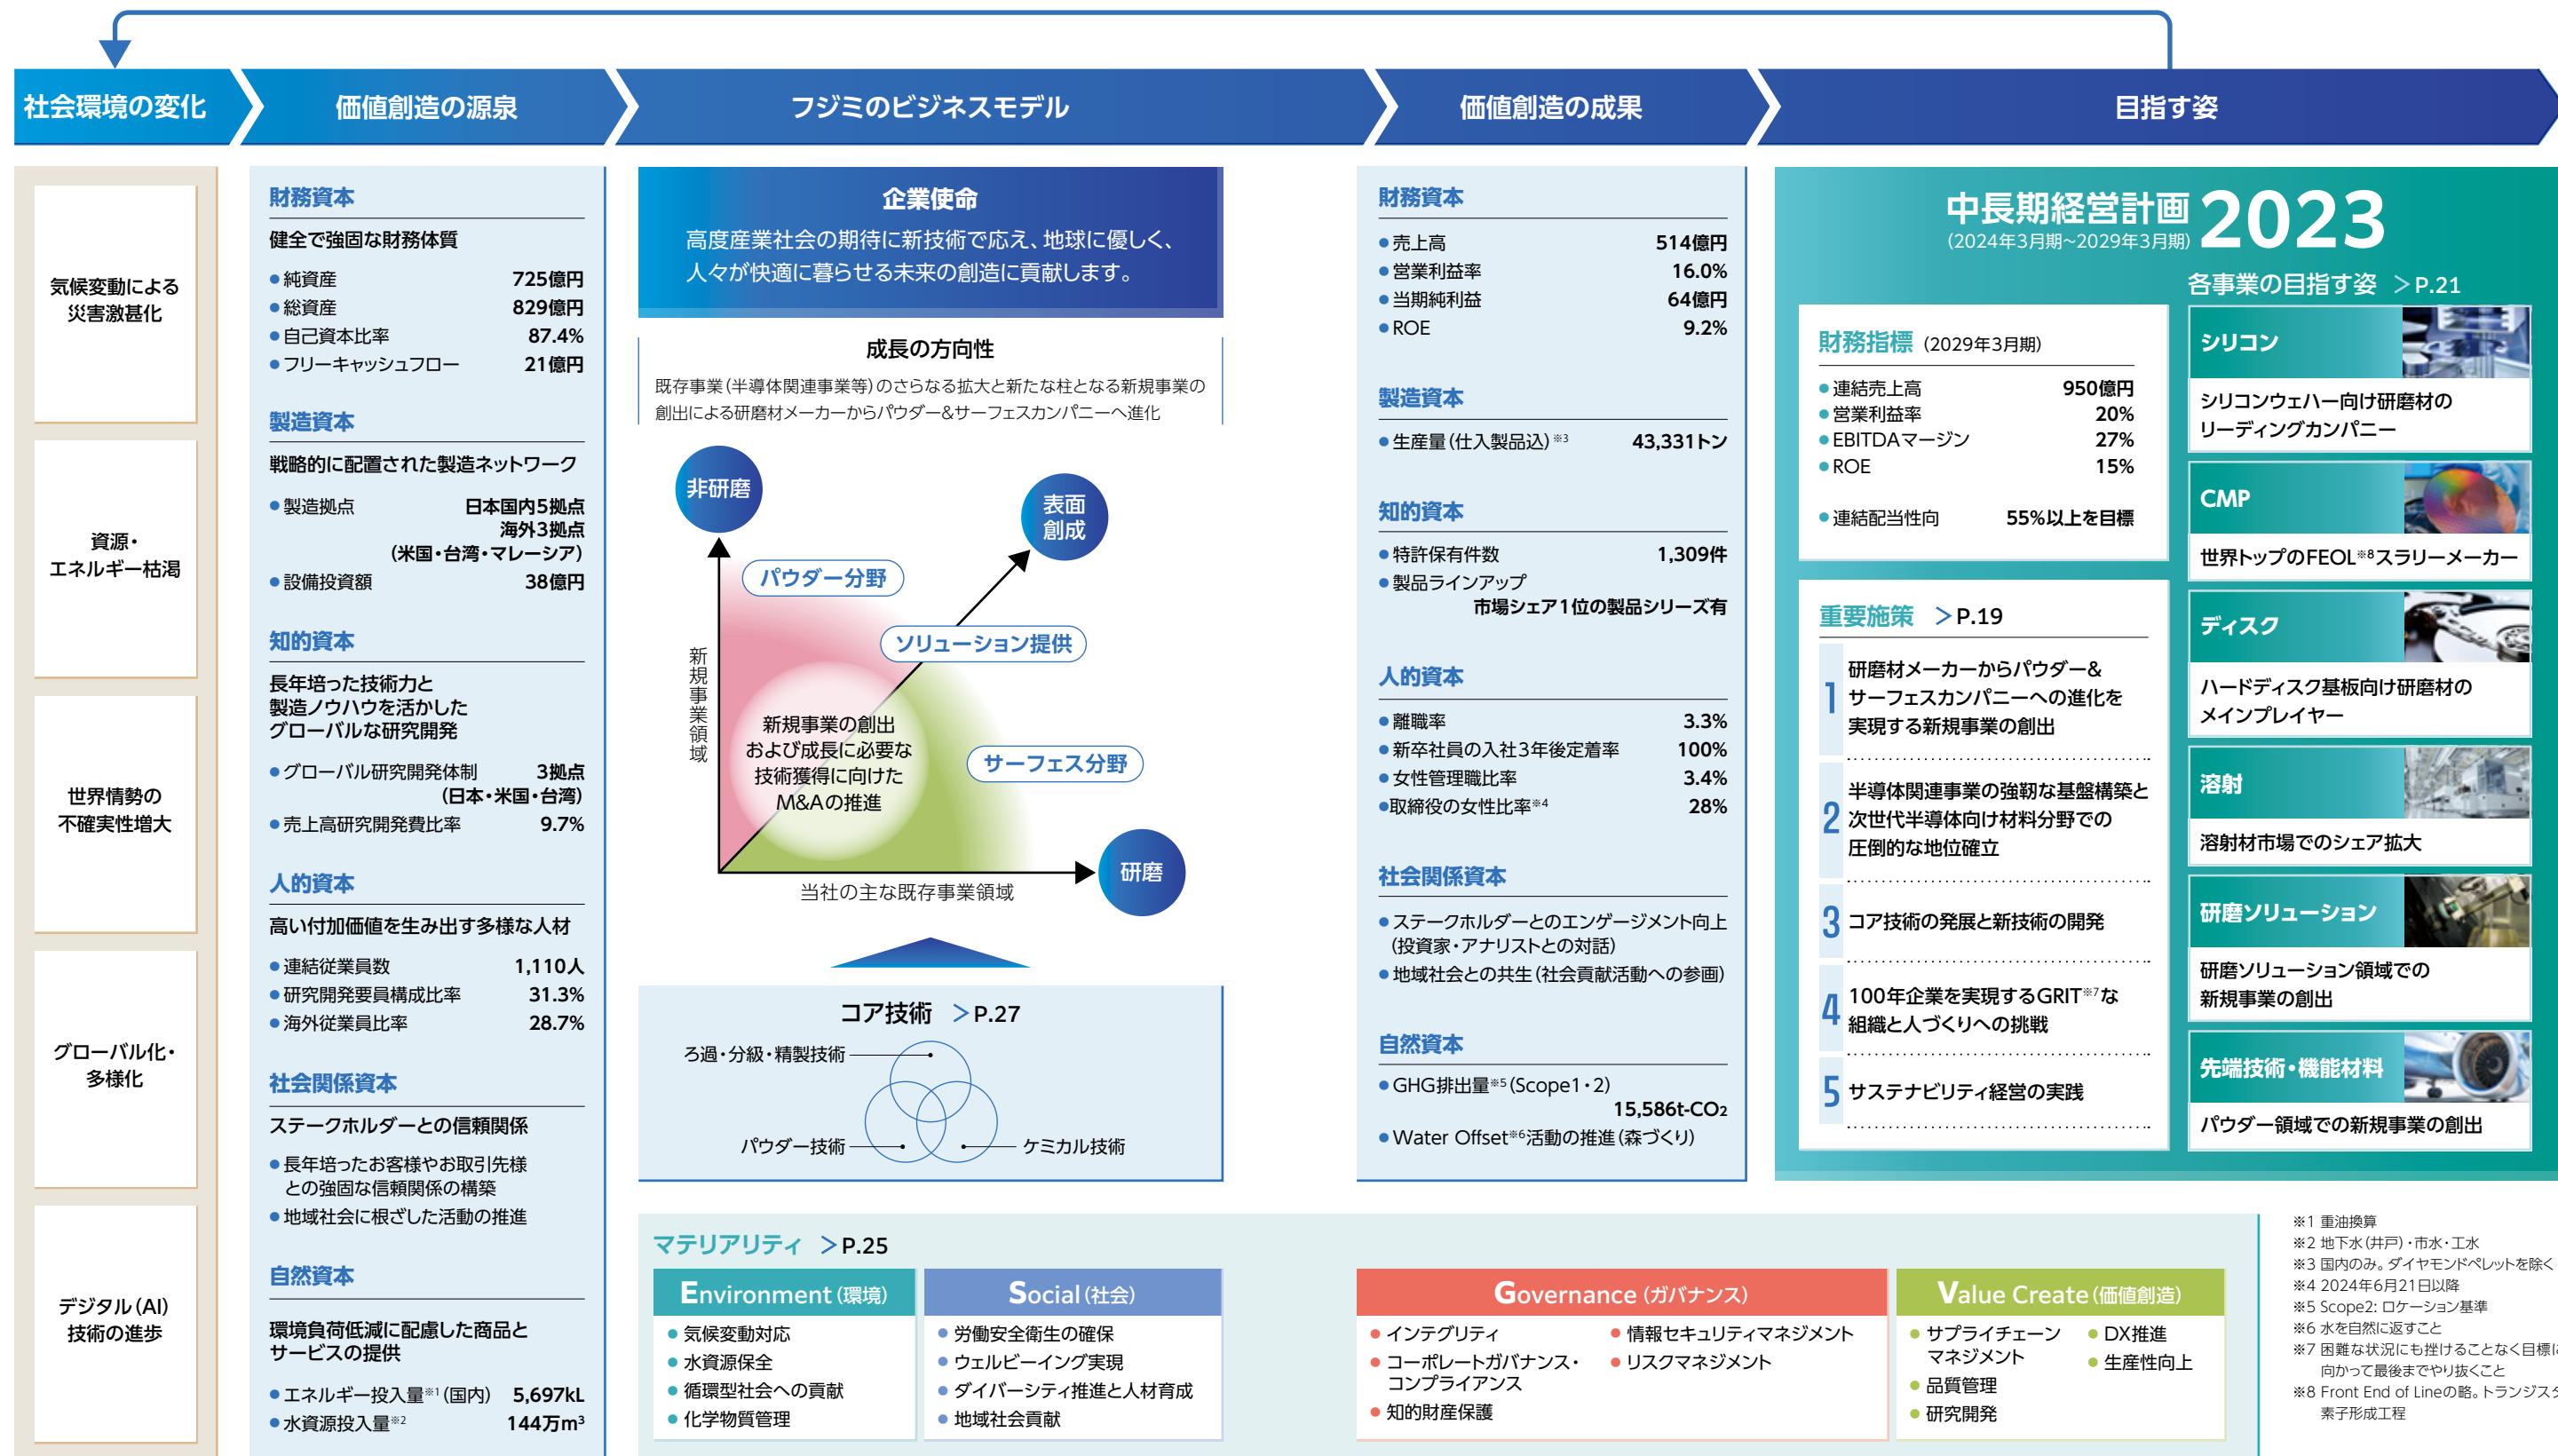 社会環境の変化
価値創造の源泉
フジミのビジネスモデル
価値創造の成果
目指す姿
気候変動による
災害激甚化
資源・
エネルギー枯渇
世界情勢の
不確実性増大
グローバル化・
多様化
デジタル(AI)
技術の進歩
財務資本
健全で強固な財務体質
●純資産 725億円
●総資産 829億円
●自己資本比率 87.4%
●フリーキャッシュフロー 21億円
製造資本
戦略的に配置された製造ネットワーク
●製造拠点 日本国内5拠点
海外3拠点
(米国・台湾・マレーシア)
●設備投資額 38億円
知的資本
長年培った技術力と
製造ノウハウを活かした
グローバルな研究開発
●グローバル研究開発体制 3拠点
(日本・米国・台湾)
●売上高研究開発費比率 9.7%
人的資本
高い付加価値を生み出す多様な人材
●連結従業員数 1,110人
●研究開発要員構成比率 31.3%
●海外従業員比率 28.7%
社会関係資本
ステークホルダーとの信頼関係
●長年培ったお客様やお取引先様
との強固な信頼関係の構築
●地域社会に根ざした活動の推進
自然資本
環境負荷低減に配慮した商品と
サービスの提供
●エネルギー投入量※1(国内) 5,697kL
●水資源投入量※2 144万m³
企業使命
高度産業社会の期待に新技術で応え、地球に優しく、
人々が快適に暮らせる未来の創造に貢献します。
成長の方向性
既存事業(半導体関連事業等)のさらなる拡大と新たな柱となる新規事業の
創出による研磨材メーカーからパウダー&サーフェスカンパニーへ進化
非研磨
表面
創成
パウダー分野
ソリューション提供
新規事業領域
新規事業の創出
および成長に必要な
技術獲得に向けた
M&Aの推進
サーフェス分野
研磨
当社の主な既存事業領域
コア技術 >P.27
ろ過・分級・精製技術
パウダー技術
ケミカル技術
財務資本
●売上高 514億円
●営業利益率 16.0%
●当期純利益 64億円
●ROE 9.2%
製造資本
●生産量(仕入製品込)※3 43,331トン
知的資本
●特許保有件数 1,309件
●製品ラインアップ
市場シェア1位の製品シリーズ有
人的資本
●離職率 3.3%
●新卒社員の入社3年後定着率 100%
●女性管理職比率 3.4%
●取締役の女性比率※4 28%
社会関係資本
●ステークホルダーとのエンゲージメント向上
(投資家・アナリストとの対話)
●地域社会との共生(社会貢献活動への参画)
自然資本
●GHG排出量※5(Scope1・2)
15,586t-CO₂
●Water Offset※6活動の推進(森づくり)
中長期経営計画 2023
(2024年3月期~2029年3月期)
財務指標 (2029年3月期)
●連結売上高 950億円
●営業利益率 20%
●EBITDAマージン 27%
●ROE 15%
●連結配当性向 55%以上を目標
重要施策 >P.19
1 研磨材メーカーからパウダー&
サーフェスカンパニーへの進化を
実現する新規事業の創出
2 半導体関連事業の強靭な基盤構築と
次世代半導体向け材料分野での
圧倒的な地位確立
3 コア技術の発展と新技術の開発
4 100年企業を実現するGRIT※7な
組織と人づくりへの挑戦
5 サステナビリティ経営の実践
各事業の目指す姿 >P.21
シリコン
シリコンウェハー向け研磨材の
リーディングカンパニー
CMP
世界トップのFEOL※8スラリーメーカー
ディスク
ハードディスク基板向け研磨材の
メインプレイヤー
溶射
溶射材市場でのシェア拡大
研磨ソリューション
研磨ソリューション領域での
新規事業の創出
先端技術・機能材料
パウダー領域での新規事業の創出
マテリアリティ >P.25
Environment(環境)
●気候変動対応
●水資源保全
●循環型社会への貢献
●化学物質管理
Social(社会)
●労働安全衛生の確保
●ウェルビーイング実現
●ダイバーシティ推進と人材育成
●地域社会貢献
Governance(ガバナンス)
●インテグリティ
●コーポレートガバナンス・
コンプライアンス
●知的財産保護
●情報セキュリティマネジメント
●リスクマネジメント
Value Create(価値創造)
●サプライチェーン
マネジメント
●品質管理
●研究開発
●DX推進
●生産性向上
※1 重油換算
※2 地下水(井戸)・市水・工水
※3 国内のみ。ダイヤモンドペレットを除く
※4 2024年6月21日以降
※5 Scope2: ロケーション基準
※6 水を自然に返すこと
※7 困難な状況にも挫けることなく目標に
向かって最後までやり抜くこと
※8 Front End of Lineの略。トランジスタ
素子形成工程